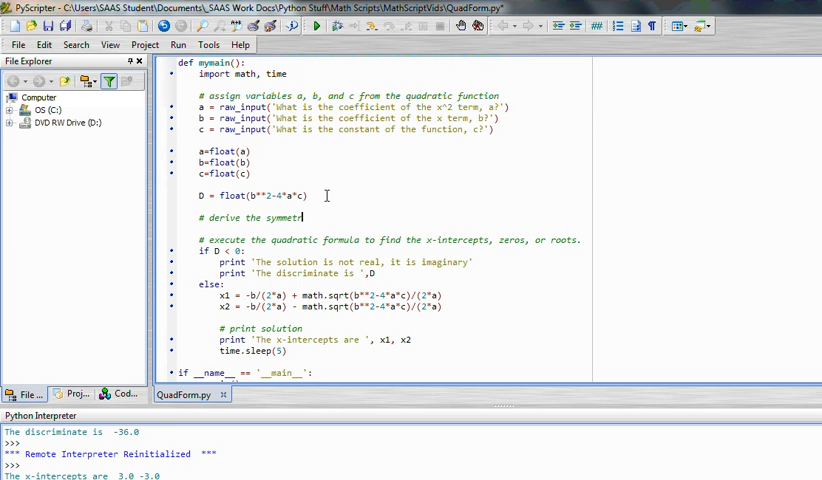 PyScripter - C:\Users\SAAS Student\Documents\_SAAS Work Docs\Python Stuff\Math Scripts\MathScriptVids\QuadForm.py*
File Edit Search View Project Run Tools Help
File Explorer
Computer
OS (C:)
DVD RW Drive (D:)
File ... Proj... Cod...
def mymain():
import math, time
# assign variables a, b, and c from the quadratic function
a = raw_input('What is the coefficient of the x^2 term, a?')
b = raw_input('What is the coefficient of the x term, b?')
c = raw_input('What is the constant of the function, c?')
a=float(a)
b=float(b)
c=float(c)
D = float(b**2-4*a*c)
# derive the symmetr
# execute the quadratic formula to find the x-intercepts, zeros, or roots.
if D < 0:
print 'The solution is not real, it is imaginary'
print 'The discriminate is ',D
else:
x1 = -b/(2*a) + math.sqrt(b**2-4*a*c)/(2*a)
x2 = -b/(2*a) - math.sqrt(b**2-4*a*c)/(2*a)
# print solution
print 'The x-intercepts are ', x1, x2
time.sleep(5)
if __name__ == '__main__':
QuadForm.py
Python Interpreter
The discriminate is  -36.0
>>>
*** Remote Interpreter Reinitialized  ***
>>>
The x-intercepts are  3.0 -3.0